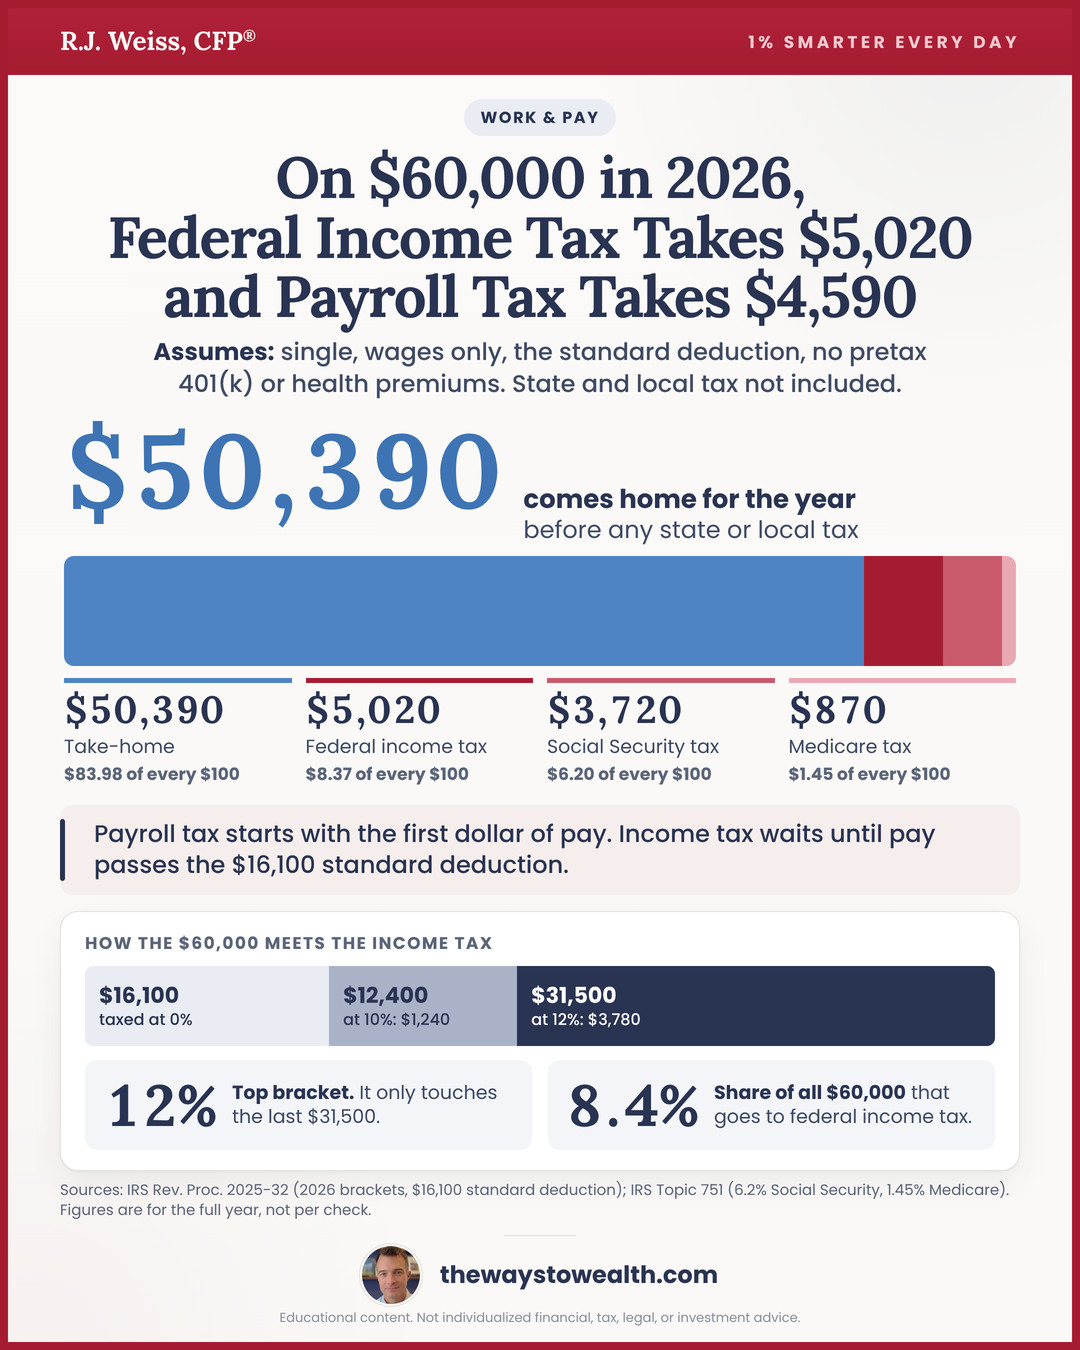 R.J. Weiss, CFP®
1% SMARTER EVERY DAY
WORK & PAY
On $60,000 in 2026,
Federal Income Tax Takes $5,020
and Payroll Tax Takes $4,590
Assumes: single, wages only, the standard deduction, no pretax
401(k) or health premiums. State and local tax not included.
$50,390
comes home for the year
before any state or local tax
$50,390
Take-home
$83.98 of every $100
$5,020
Federal income tax
$8.37 of every $100
$3,720
Social Security tax
$6.20 of every $100
$870
Medicare tax
$1.45 of every $100
Payroll tax starts with the first dollar of pay. Income tax waits until pay
passes the $16,100 standard deduction.
HOW THE $60,000 MEETS THE INCOME TAX
$16,100
taxed at 0%
$12,400
at 10%: $1,240
$31,500
at 12%: $3,780
12%
Top bracket. It only touches
the last $31,500.
8.4%
Share of all $60,000 that
goes to federal income tax.
Sources: IRS Rev. Proc. 2025-32 (2026 brackets, $16,100 standard deduction); IRS Topic 751 (6.2% Social Security, 1.45% Medicare).
Figures are for the full year, not per check.
thewaystowealth.com
Educational content. Not individualized financial, tax, legal, or investment advice.